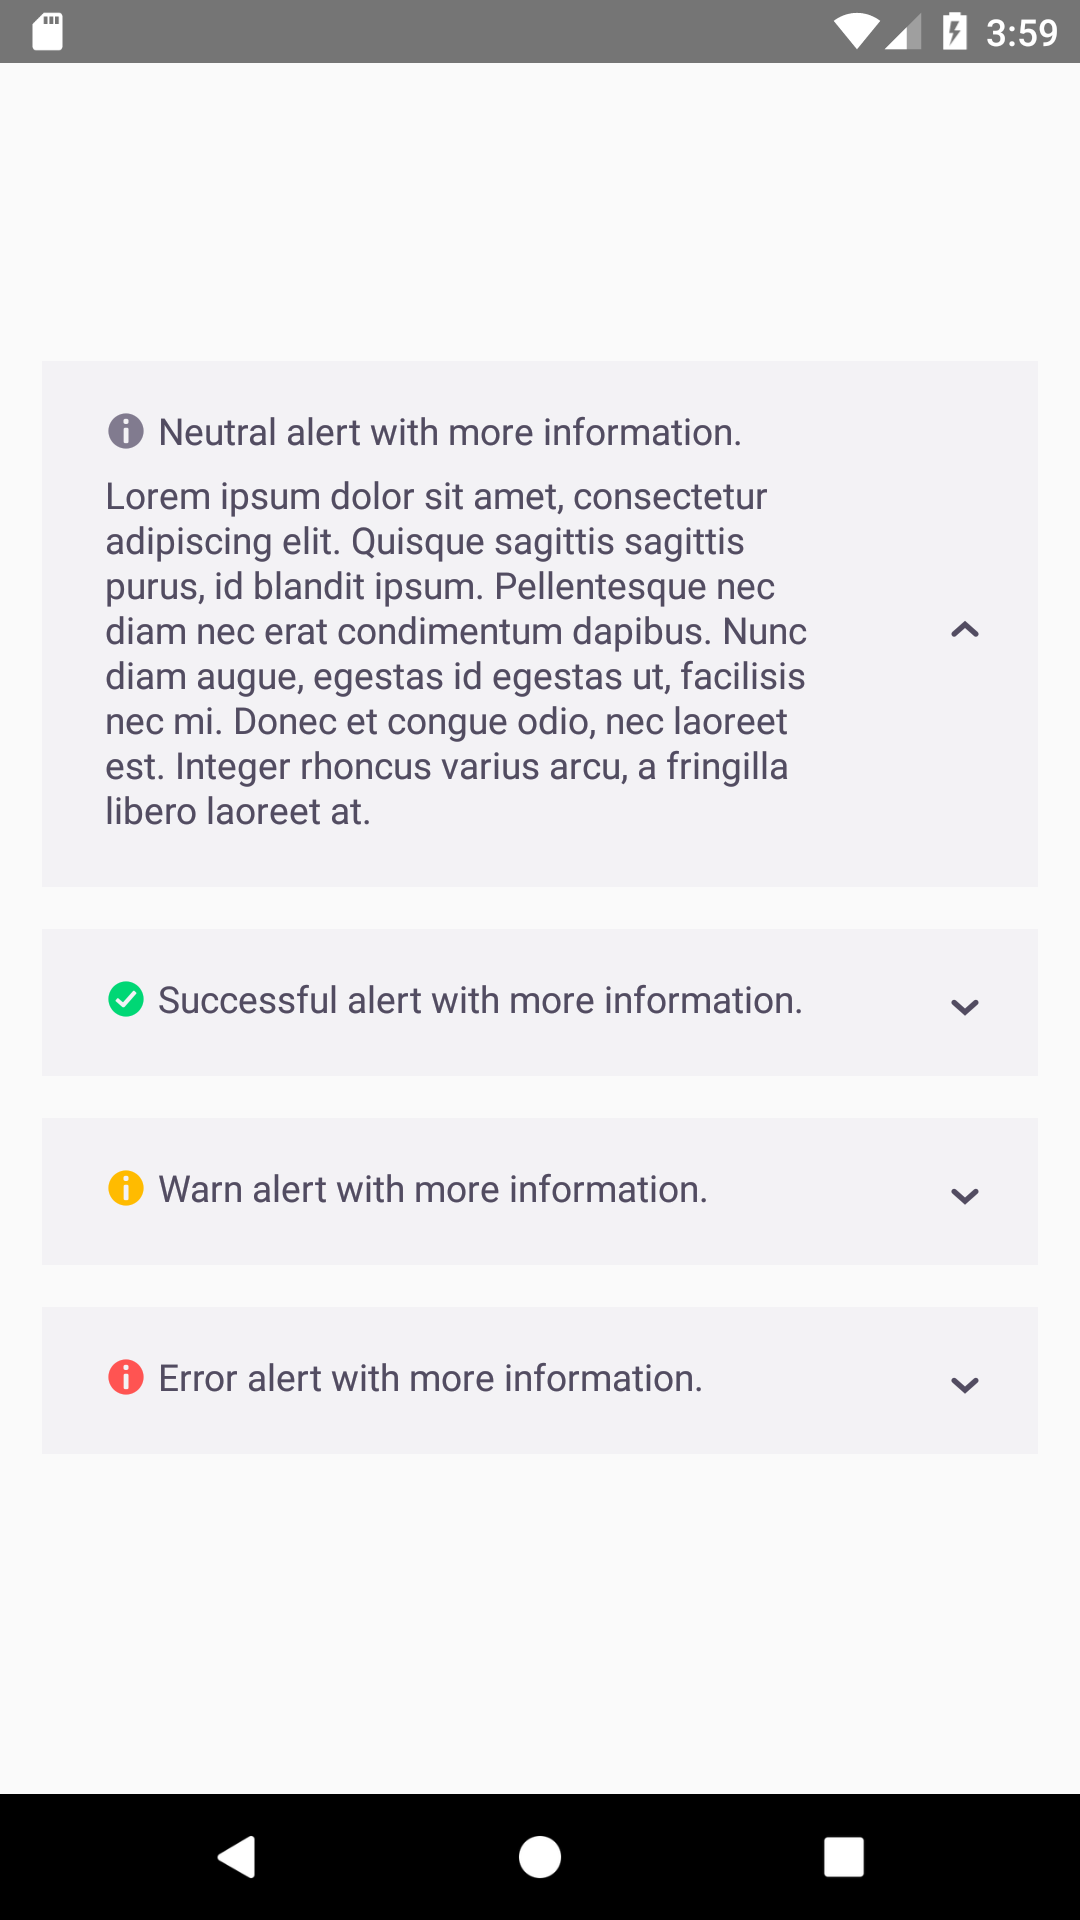 3:59
Neutral alert with more information.
Lorem ipsum dolor sit amet, consectetur
adipiscing elit. Quisque sagittis sagittis
purus, id blandit ipsum. Pellentesque nec
diam nec erat condimentum dapibus. Nunc
diam augue, egestas id egestas ut, facilisis
nec mi. Donec et congue odio, nec laoreet
est. Integer rhoncus varius arcu, a fringilla
libero laoreet at.
Successful alert with more information.
Warn alert with more information.
Error alert with more information.